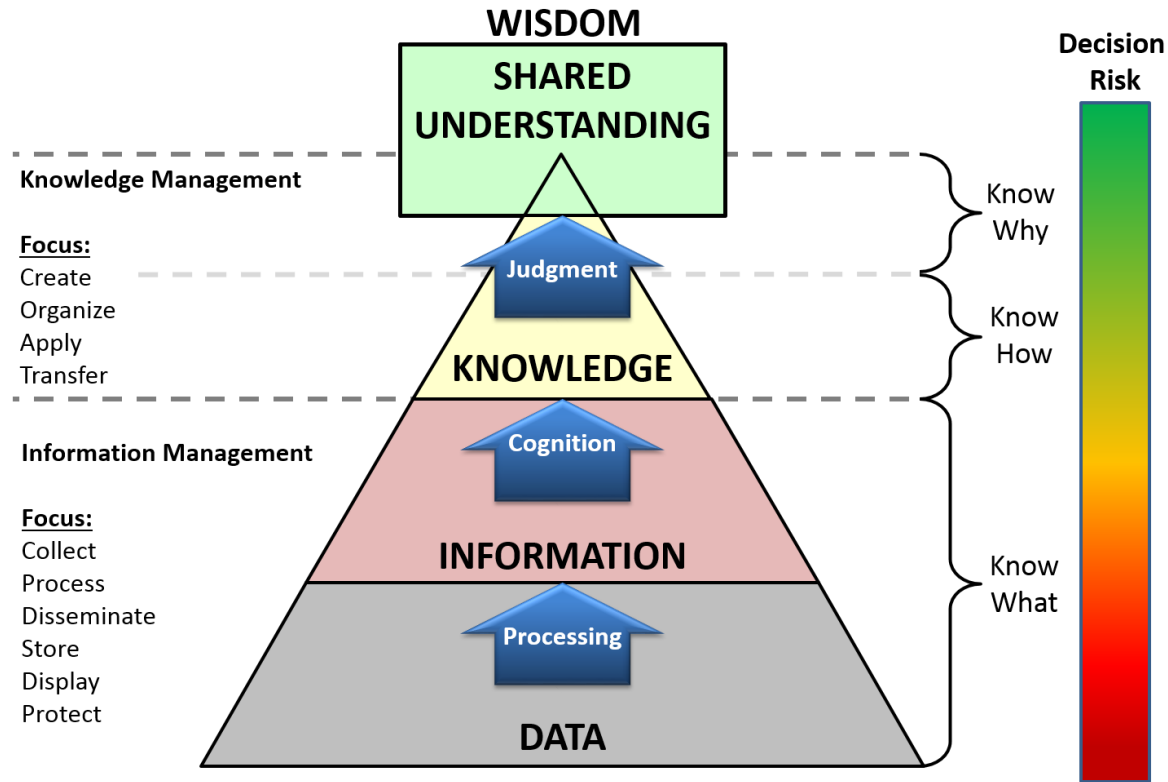 WISDOM
SHARED
UNDERSTANDING
Decision
Risk
Knowledge Management
Focus:
Create
Organize
Apply
Transfer
Judgment
KNOWLEDGE
Know
Why
Know
How
Information Management
Focus:
Collect
Process
Disseminate
Store
Display
Protect
Cognition
INFORMATION
Processing
DATA
Know
What